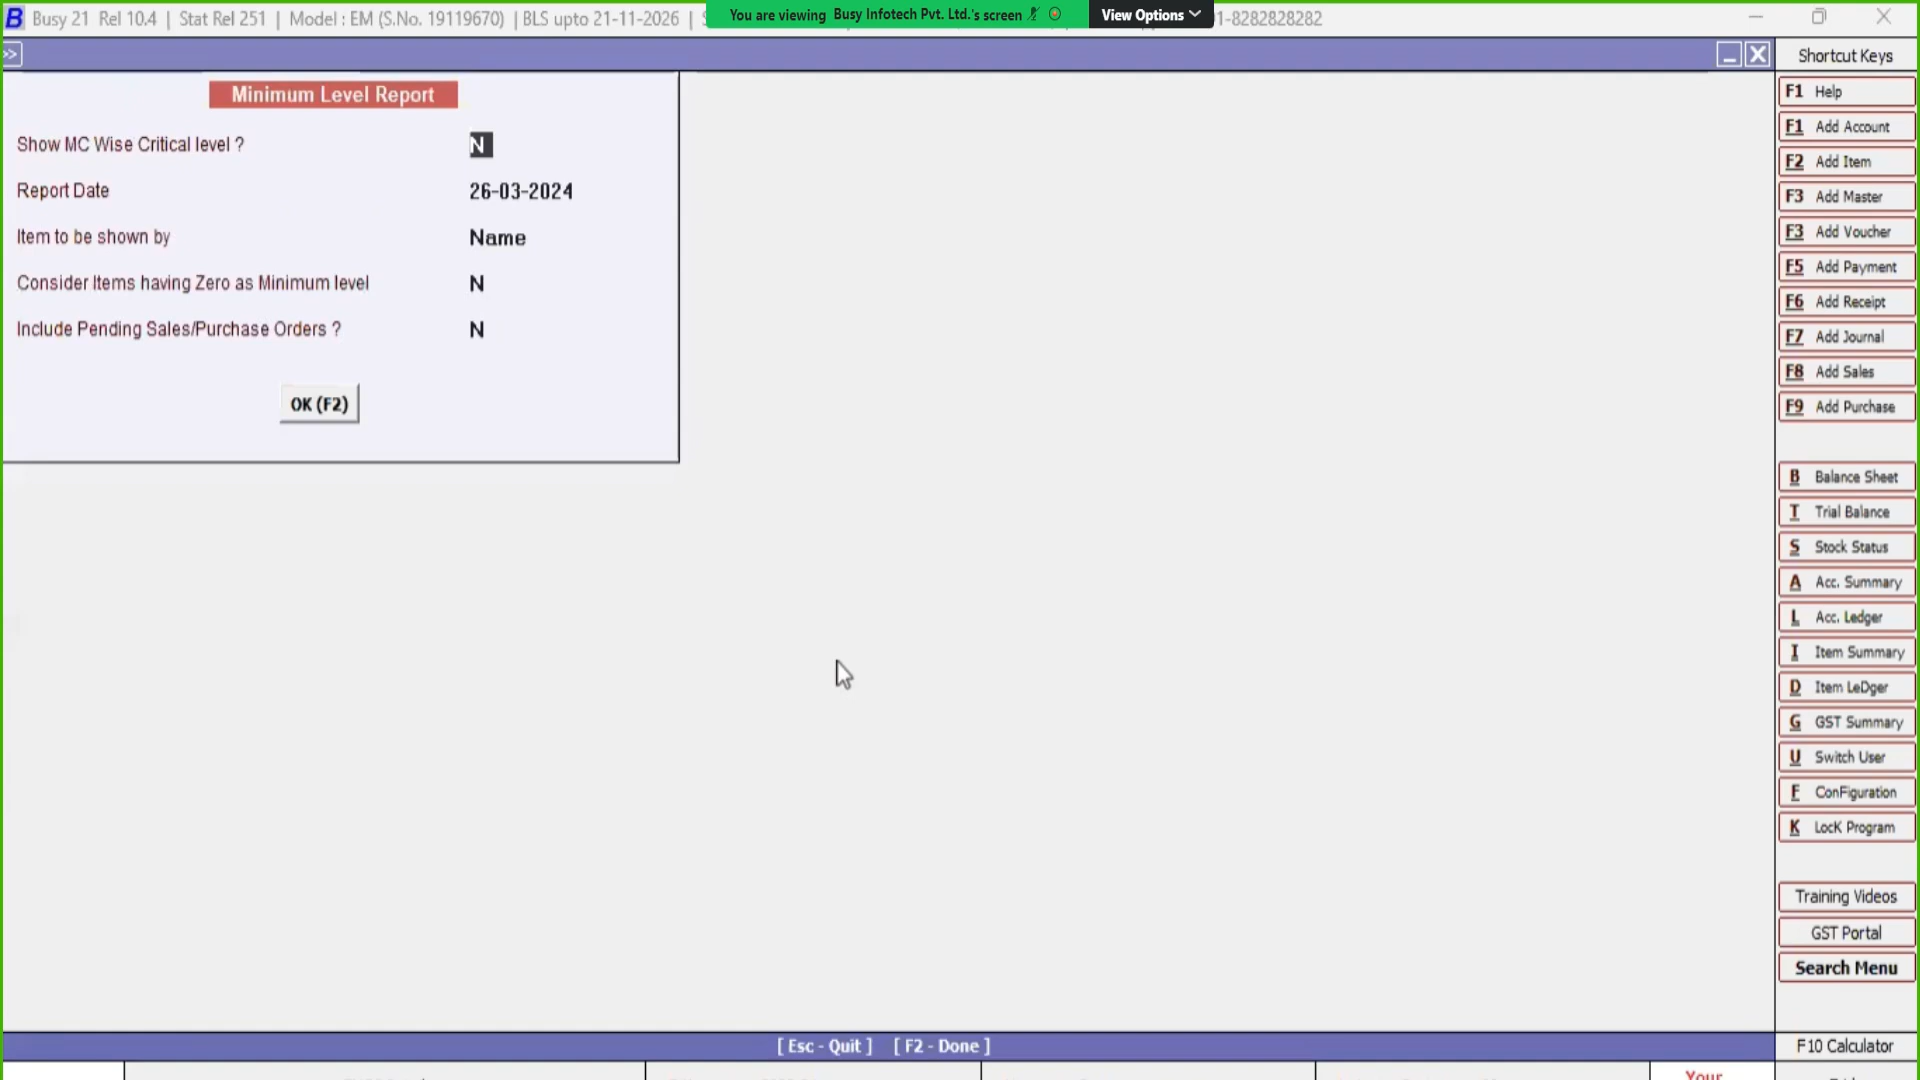 B Busy 21 Rel 10.4 | Stat Rel 251 | Model : EM (S.No. 19119670) | BLS upto 21-11-2026 |
You are viewing Busy Infotech Pvt. Ltd.'s screen
View Options
1-8282828282
>>
Shortcut Keys
Minimum Level Report
Show MC Wise Critical level ? N
Report Date 26-03-2024
Item to be shown by Name
Consider Items having Zero as Minimum level N
Include Pending Sales/Purchase Orders ? N
OK (F2)
F1 Help
F1 Add Account
F2 Add Item
F3 Add Master
F3 Add Voucher
F5 Add Payment
F6 Add Receipt
F7 Add Journal
F8 Add Sales
F9 Add Purchase
B Balance Sheet
T Trial Balance
S Stock Status
A Acc. Summary
L Acc. Ledger
I Item Summary
D Item LeDger
G GST Summary
U Switch User
F ConFiguration
K LocK Program
Training Videos
GST Portal
Search Menu
[ Esc - Quit ] [ F2 - Done ]
F10 Calculator
Your